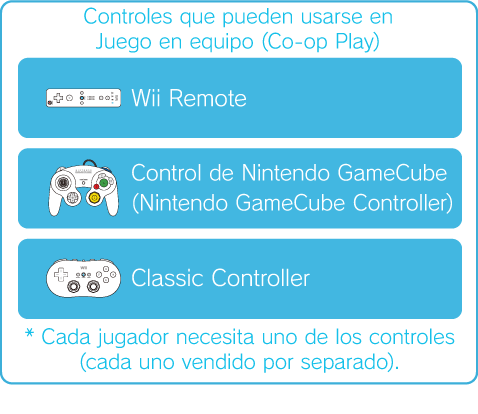 Controles que pueden usarse en
Juego en equipo (Co-op Play)
Wii Remote
Control de Nintendo GameCube
(Nintendo GameCube Controller)
Classic Controller
* Cada jugador necesita uno de los controles
(cada uno vendido por separado).